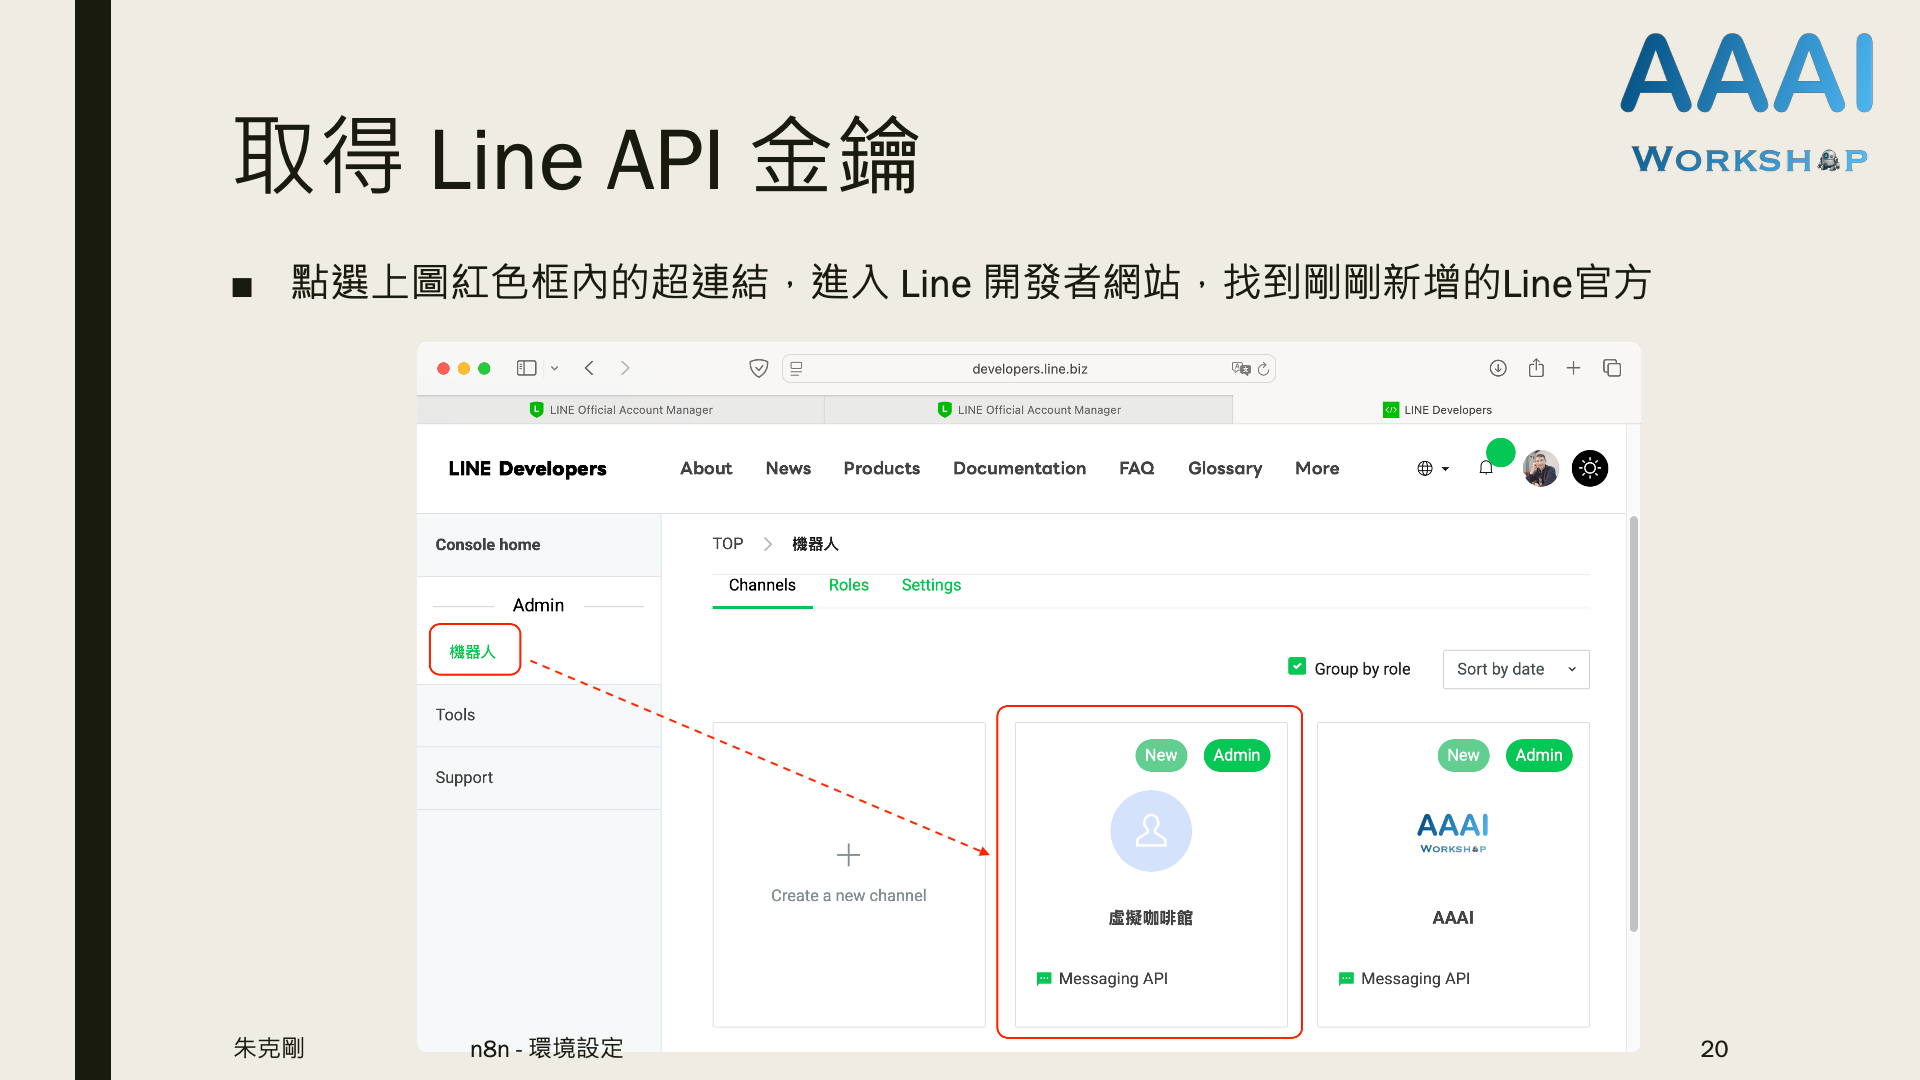 AAAI
WORKSHOP
取得 Line API 金鑰
■ 點選上圖紅色框內的超連結，進入 Line 開發者網站，找到剛剛新增的Line官方
developers.line.biz
LINE Official Account Manager
LINE Official Account Manager
LINE Developers
LINE Developers
About News Products Documentation FAQ Glossary More
Console home
Admin
機器人
Tools
Support
TOP > 機器人
Channels Roles Settings
Group by role
Sort by date
Create a new channel
New Admin
虛擬咖啡館
Messaging API
New Admin
AAAI
WORKSHOP
AAAI
Messaging API
朱克剛
n8n - 環境設定
20